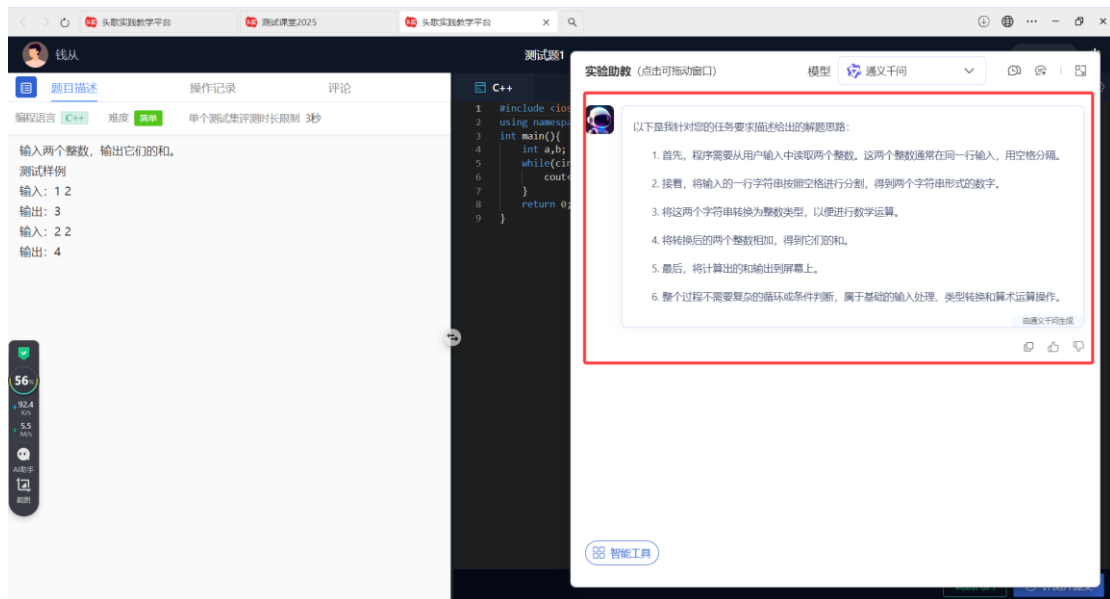 头歌实践教学平台
测试课堂2025
头歌实践教学平台
钱从
测试题1
题目描述
操作记录
评论
编程语言 C++ 难度 简单 单个测试集评测时长限制 3秒
输入两个整数，输出它们的和。
测试样例
输入：1 2
输出：3
输入：2 2
输出：4
56%
92.4
K/s
5.5
M/s
AI助手
截图
C++
1 #include <ios
2 using namespa
3 int main(){
4 int a,b;
5 while(cin
6 cout<
7 }
8 return 0;
9 }
实验助教（点击可拖动窗口）
模型 通义千问
以下是我针对您的任务要求描述给出的解题思路：
1. 首先，程序需要从用户输入中读取两个整数。这两个整数通常在同一行输入，用空格分隔。
2. 接着，将输入的一行字符串按照空格进行分割，得到两个字符串形式的数字。
3. 将这两个字符串转换为整数类型，以便进行数学运算。
4. 将转换后的两个整数相加，得到它们的和。
5. 最后，将计算出的和输出到屏幕上。
6. 整个过程不需要复杂的循环或条件判断，属于基础的输入处理、类型转换和算术运算操作。
由通义千问生成
智能工具